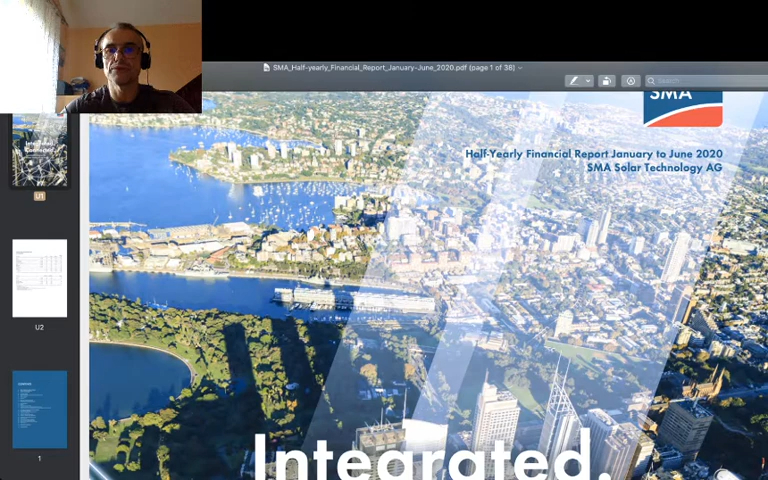 SMA_Half-yearly_Financial_Report_January-June_2020.pdf (page 1 of 38)
Search
SMA
Half-Yearly Financial Report January to June 2020
SMA Solar Technology AG
U1
U2
1
Integrated.